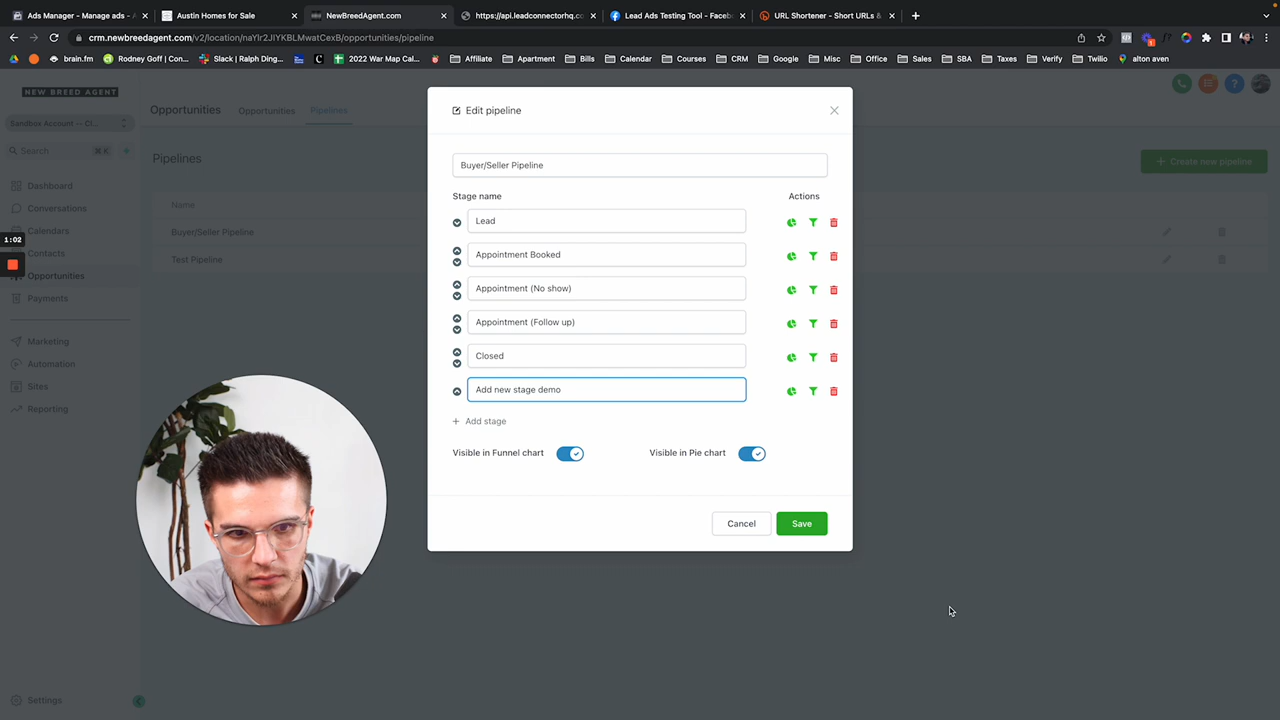 Ads Manager - Manage ads - A
Austin Homes for Sale
NewBreedAgent.com
https://api.leadconnectorhq.co
Lead Ads Testing Tool - Faceb
URL Shortener - Short URLs &
crm.newbreedagent.com/v2/location/naYlr2JIYKBLMwatCexB/opportunities/pipeline
brain.fm
Rodney Goff | Con...
Slack | Ralph Ding...
2022 War Map Cal...
Affiliate
Apartment
Bills
Calendar
Courses
CRM
Google
Misc
Office
Sales
SBA
Taxes
Verify
Twilio
alton aven
NEW BREED AGENT
Sandbox Account -- Cl...
Search
⌘ K
Dashboard
Conversations
Calendars
1:02
Contacts
Opportunities
Payments
Marketing
Automation
Sites
Reporting
Settings
Opportunities
Opportunities
Pipelines
Pipelines
+ Create new pipeline
Name
Buyer/Seller Pipeline
Test Pipeline
Edit pipeline
Buyer/Seller Pipeline
Stage name
Actions
Lead
Appointment Booked
Appointment (No show)
Appointment (Follow up)
Closed
Add new stage demo
+ Add stage
Visible in Funnel chart
Visible in Pie chart
Cancel
Save